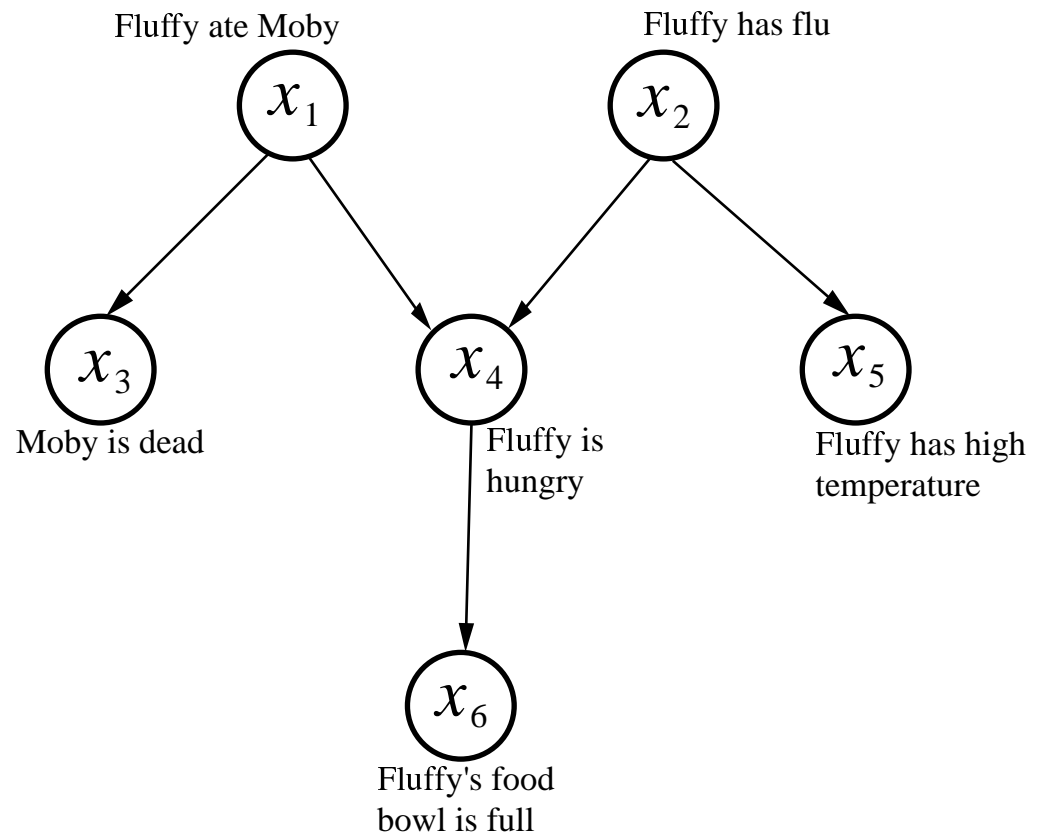 Fluffy ate Moby
Fluffy has flu
x1
x2
x3
x4
x5
Moby is dead
Fluffy is
hungry
Fluffy has high
temperature
x6
Fluffy's food
bowl is full